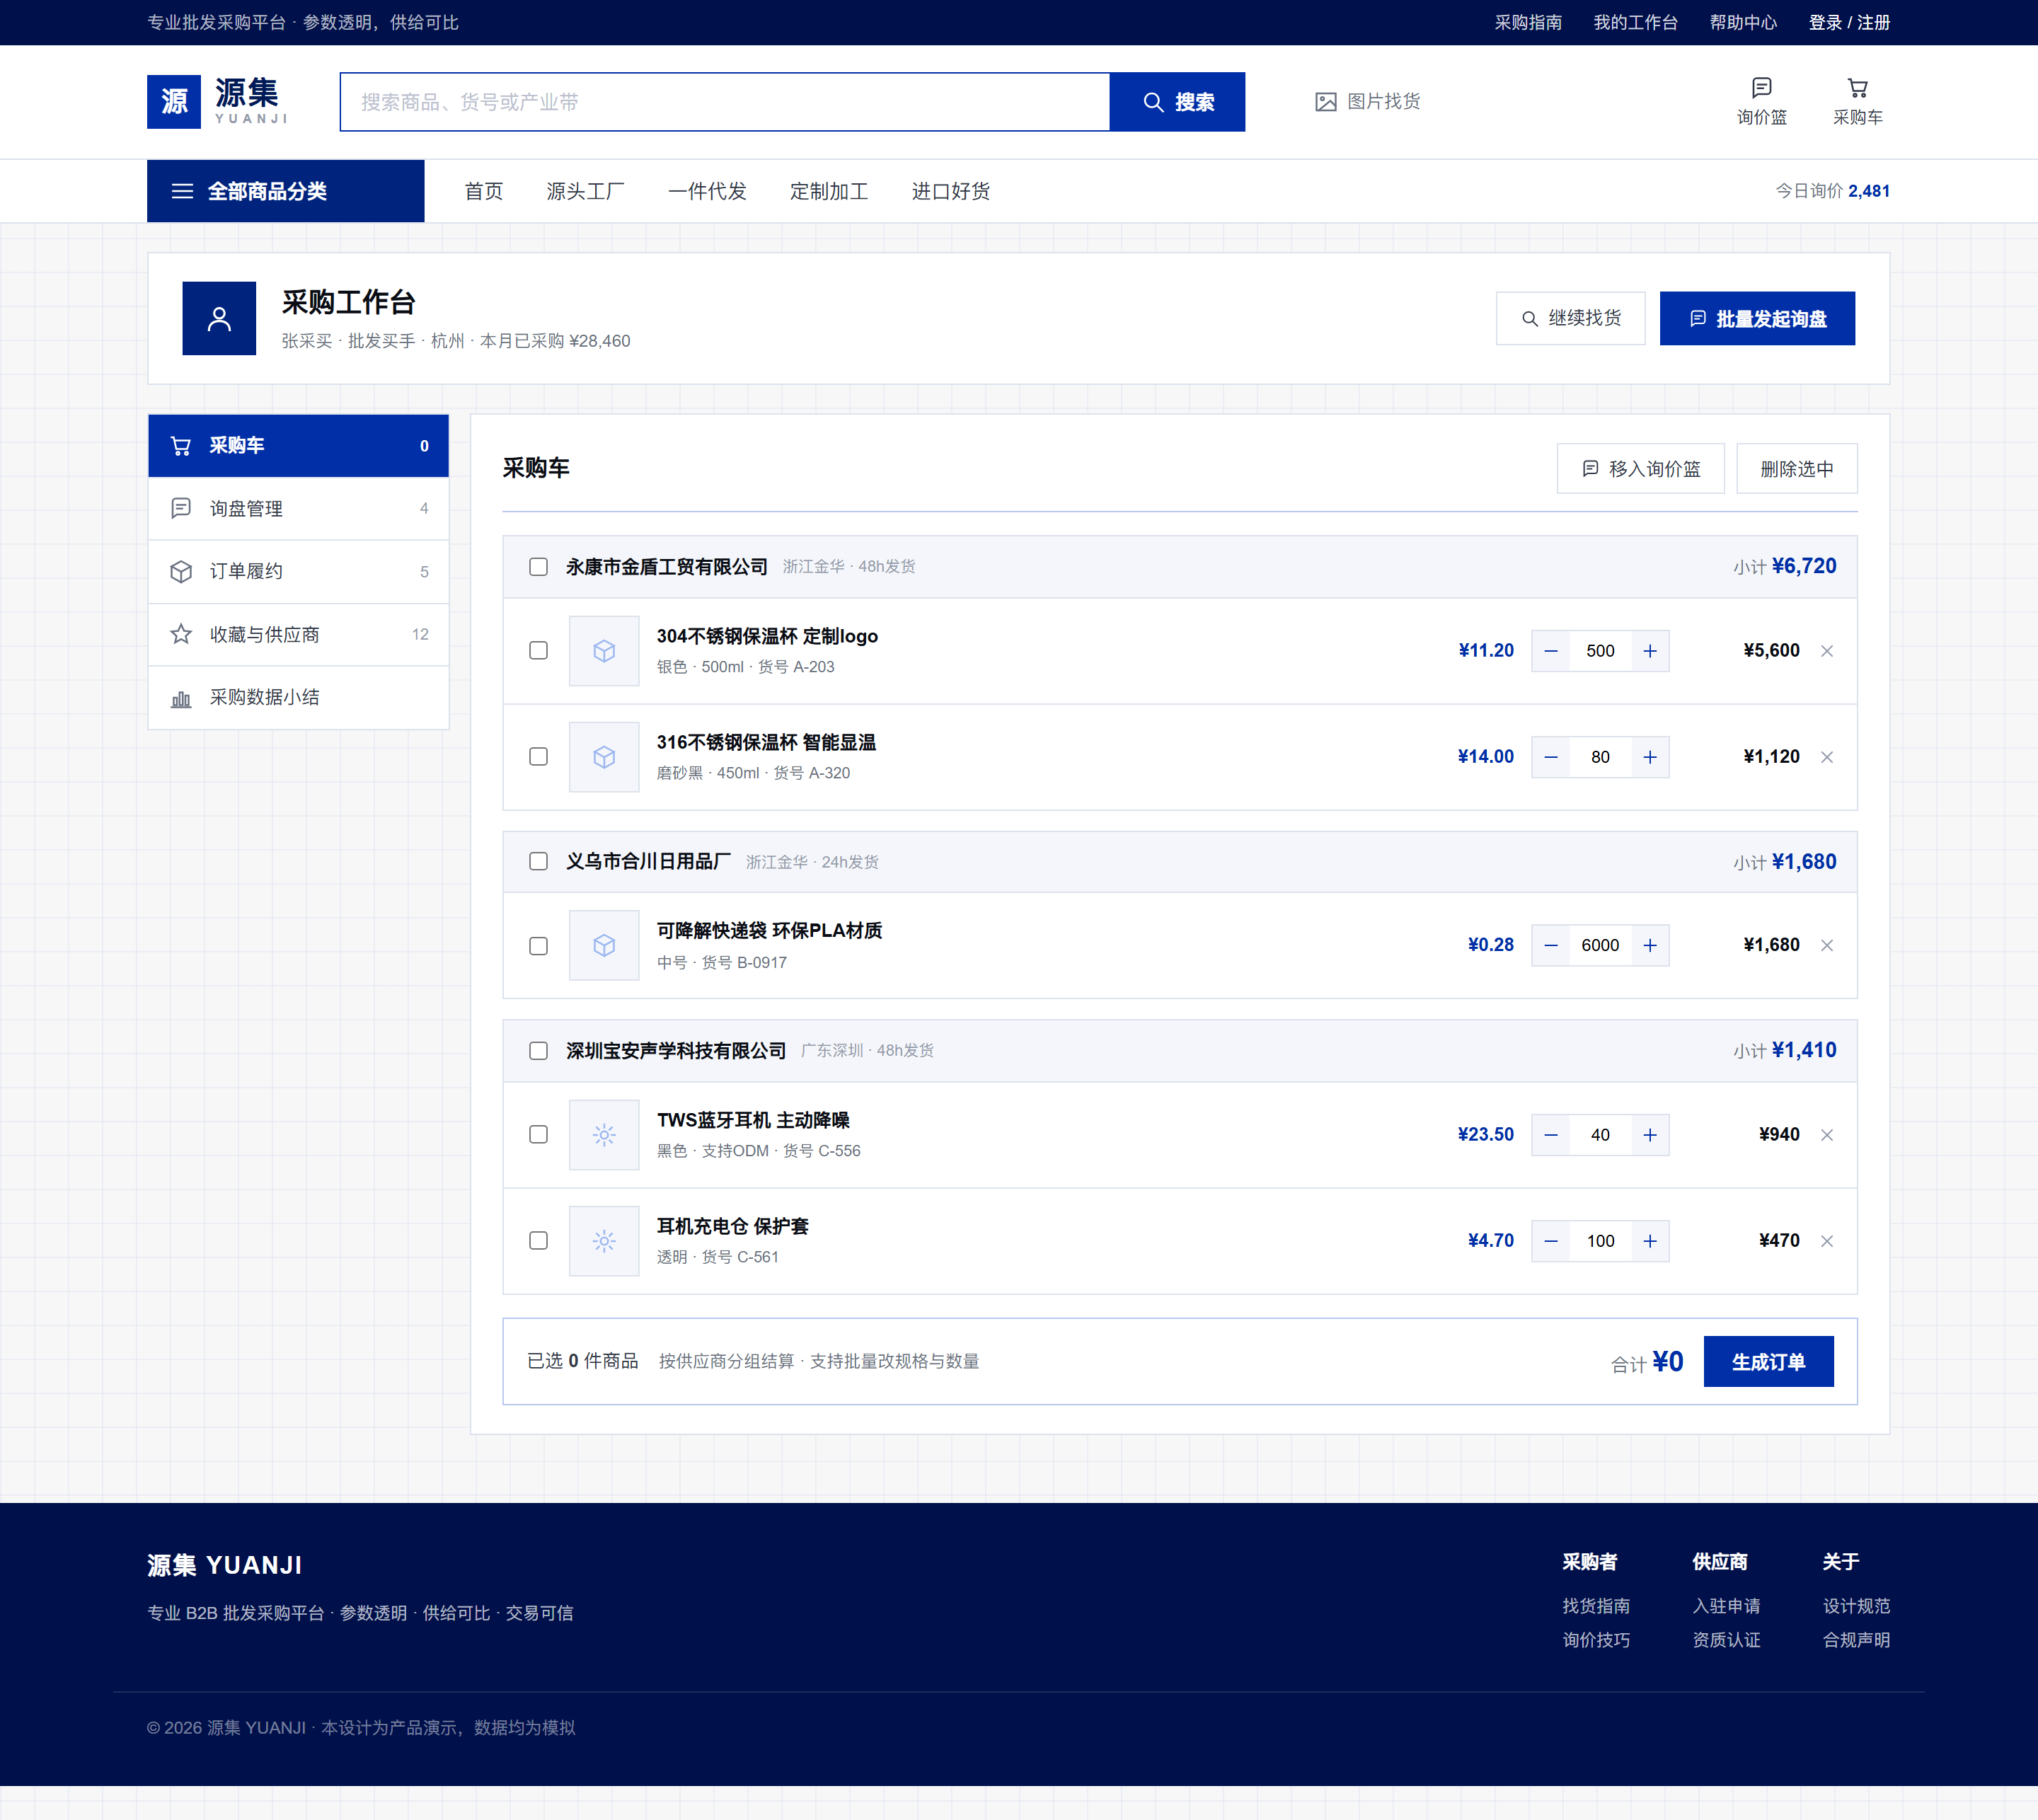 专业批发采购平台 · 参数透明，供给可比
采购指南 我的工作台 帮助中心 登录 / 注册
源 源集
YUANJI
搜索商品、货号或产业带
搜索
图片找货
询价篮 采购车
全部商品分类 首页 源头工厂 一件代发 定制加工 进口好货 今日询价 2,481
采购工作台
张采买 · 批发买手 · 杭州 · 本月已采购 ¥28,460
继续找货 批量发起询盘
采购车 0
询盘管理 4
订单履约 5
收藏与供应商 12
采购数据小结
采购车 移入询价篮 删除选中
永康市金盾工贸有限公司 浙江金华 · 48h发货 小计 ¥6,720
304不锈钢保温杯 定制logo
银色 · 500ml · 货号 A-203
¥11.20 − 500 + ¥5,600 ×
316不锈钢保温杯 智能显温
磨砂黑 · 450ml · 货号 A-320
¥14.00 − 80 + ¥1,120 ×
义乌市合川日用品厂 浙江金华 · 24h发货 小计 ¥1,680
可降解快递袋 环保PLA材质
中号 · 货号 B-0917
¥0.28 − 6000 + ¥1,680 ×
深圳宝安声学科技有限公司 广东深圳 · 48h发货 小计 ¥1,410
TWS蓝牙耳机 主动降噪
黑色 · 支持ODM · 货号 C-556
¥23.50 − 40 + ¥940 ×
耳机充电仓 保护套
透明 · 货号 C-561
¥4.70 − 100 + ¥470 ×
已选 0 件商品 按供应商分组结算 · 支持批量改规格与数量 合计 ¥0 生成订单
源集 YUANJI
专业 B2B 批发采购平台 · 参数透明 · 供给可比 · 交易可信
采购者 供应商 关于
找货指南 入驻申请 设计规范
询价技巧 资质认证 合规声明
© 2026 源集 YUANJI · 本设计为产品演示，数据均为模拟